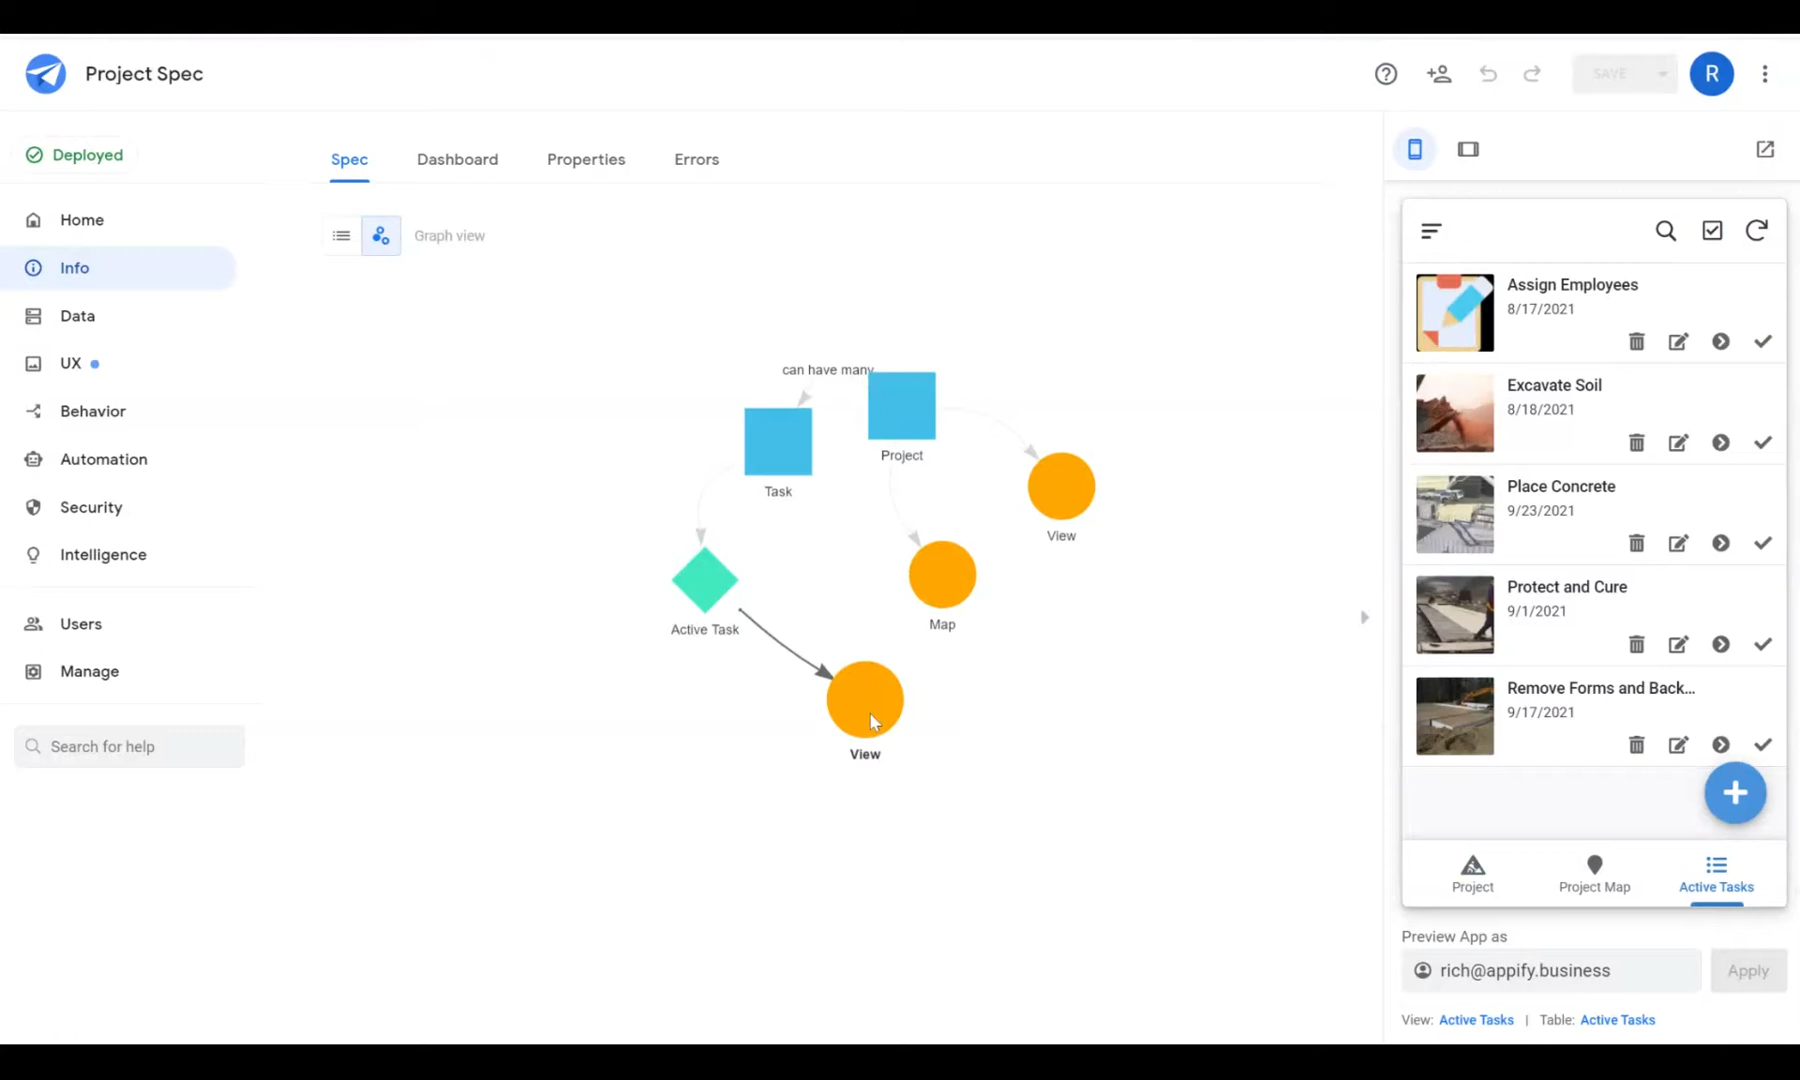 Project Spec
SAVE
R
Deployed
Home
Info
Data
UX
Behavior
Automation
Security
Intelligence
Users
Manage
Search for help
Spec
Dashboard
Properties
Errors
Graph view
can have many
Project
Task
View
Map
Active Task
View
Assign Employees
8/17/2021
Excavate Soil
8/18/2021
Place Concrete
9/23/2021
Protect and Cure
9/1/2021
Remove Forms and Back...
9/17/2021
Project
Project Map
Active Tasks
Preview App as
rich@appify.business
Apply
View: Active Tasks | Table: Active Tasks